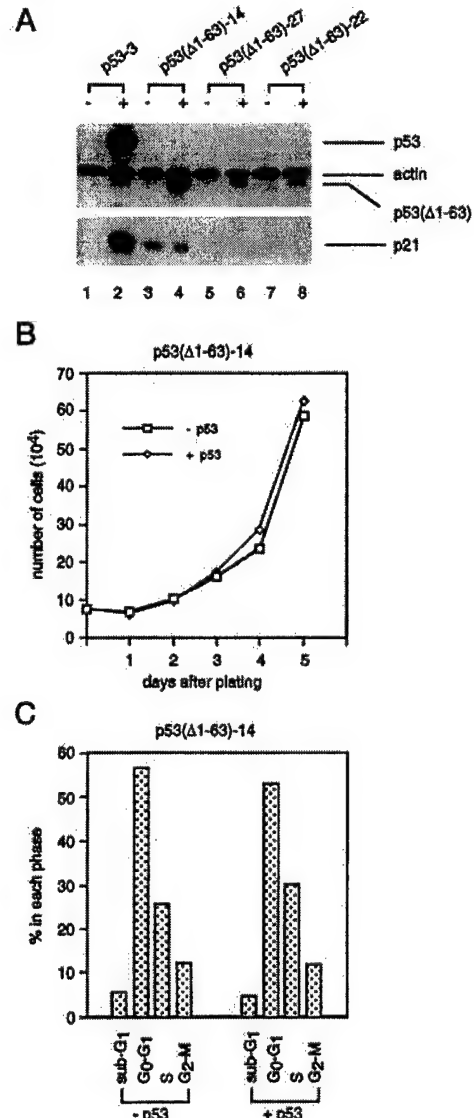 A
p53-3
p53(Δ1-63)-14
p53(Δ1-63)-27
p53(Δ1-63)-22
- + - + - + - +
p53
actin
p53(Δ1-63)
p21
1 2 3 4 5 6 7 8
B
p53(Δ1-63)-14
70
60
50
40
30
20
10
0
number of cells (10⁴)
- p53
+ p53
1 2 3 4 5
days after plating
C
p53(Δ1-63)-14
60
50
40
30
20
10
0
% in each phase
sub-G1 G0-G1 S G2-M sub-G1 G0-G1 S G2-M
- p53 + p53